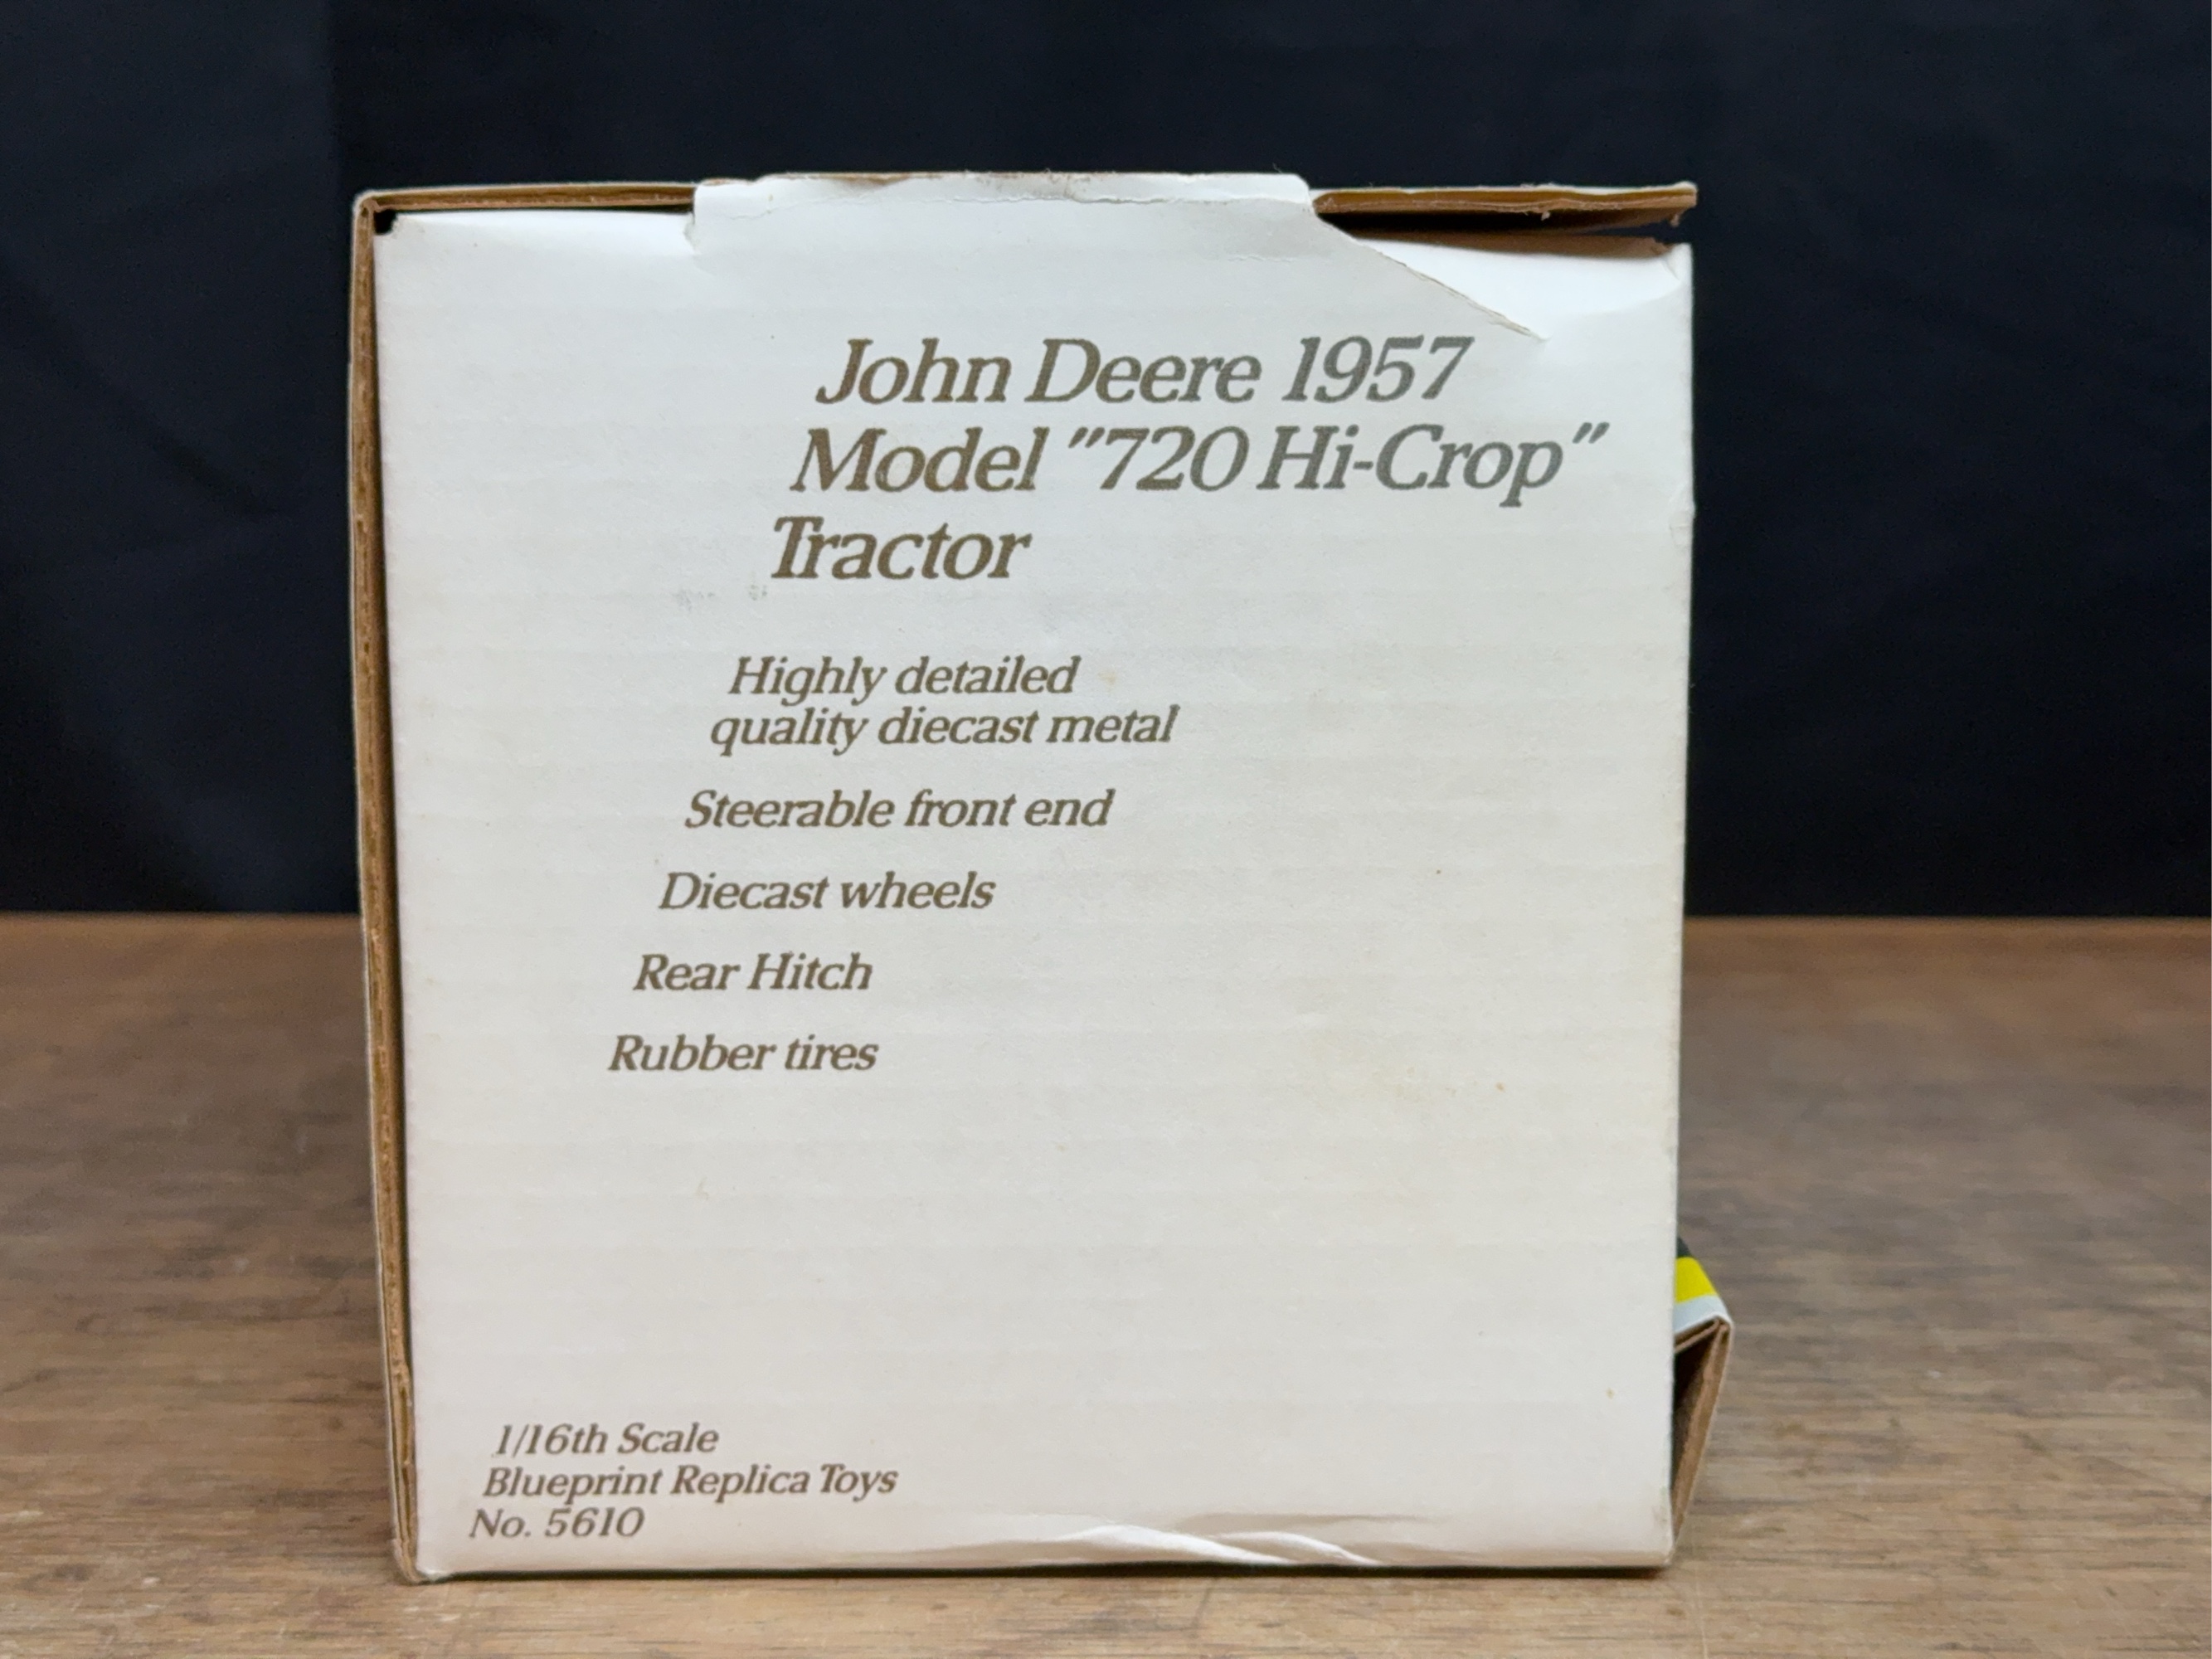 John Deere 1957
Model "720 Hi-Crop"
Tractor
Highly detailed
quality diecast metal
Steerable front end
Diecast wheels
Rear Hitch
Rubber tires
1/16th Scale
Blueprint Replica Toys
No. 5610